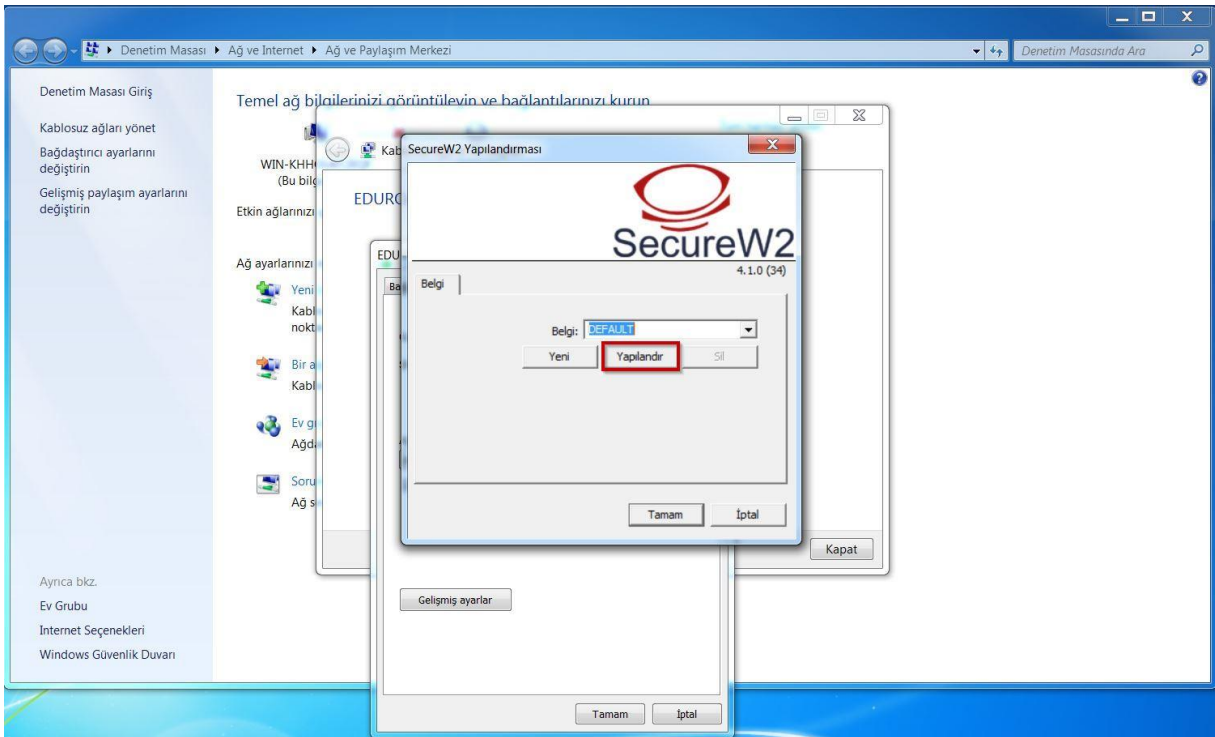 Denetim Masası ▸ Ağ ve Internet ▸ Ağ ve Paylaşım Merkezi
Denetim Masasında Ara
Denetim Masası Giriş
Kablosuz ağları yönet
Bağdaştırıcı ayarlarını
değiştirin
Gelişmiş paylaşım ayarlarını
değiştirin
Ayrıca bkz.
Ev Grubu
Internet Seçenekleri
Windows Güvenlik Duvarı
Temel ağ bilgilerinizi görüntüleyin ve bağlantılarınızı kurun
WIN-KHH
(Bu bilg
Etkin ağlarınızı
Ağ ayarlarınızı
Yeni
Kabl
nokt
Bir a
Kabl
Ev g
Ağda
Soru
Ağ s
Kab
EDURO
EDU
Ba
SecureW2 Yapılandırması
SecureW2
4.1.0 (34)
Belgi
Belgi: DEFAULT
Yeni Yapılandır Sil
Tamam İptal
Kapat
Gelişmiş ayarlar
Tamam İptal